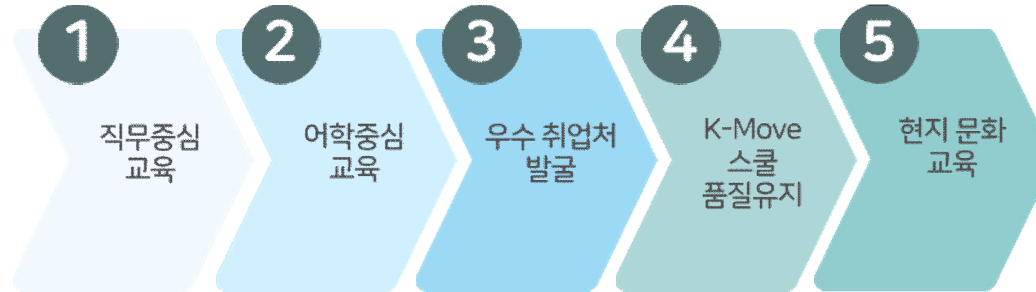 1
직무중심
교육
2
어학중심
교육
3
우수 취업처
발굴
4
K-Move
스쿨
품질유지
5
현지 문화
교육